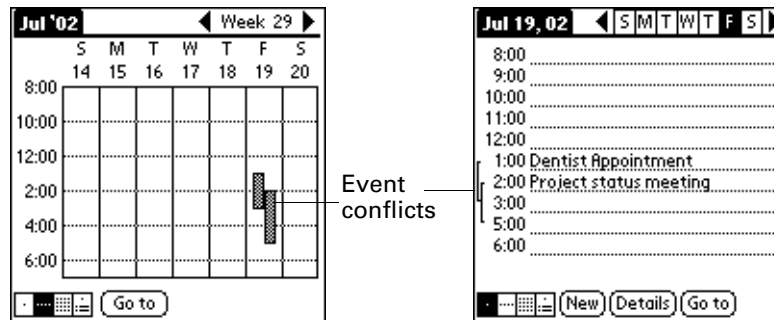 Jul '02 Week 29
S M T W T F S
14 15 16 17 18 19 20
8:00
10:00
12:00
2:00
4:00
6:00
Go to
Event
conflicts
Jul 19, 02 S M T W T F S
8:00
9:00
10:00
11:00
12:00
1:00 Dentist Appointment
2:00 Project status meeting
3:00
5:00
6:00
New Details Go to